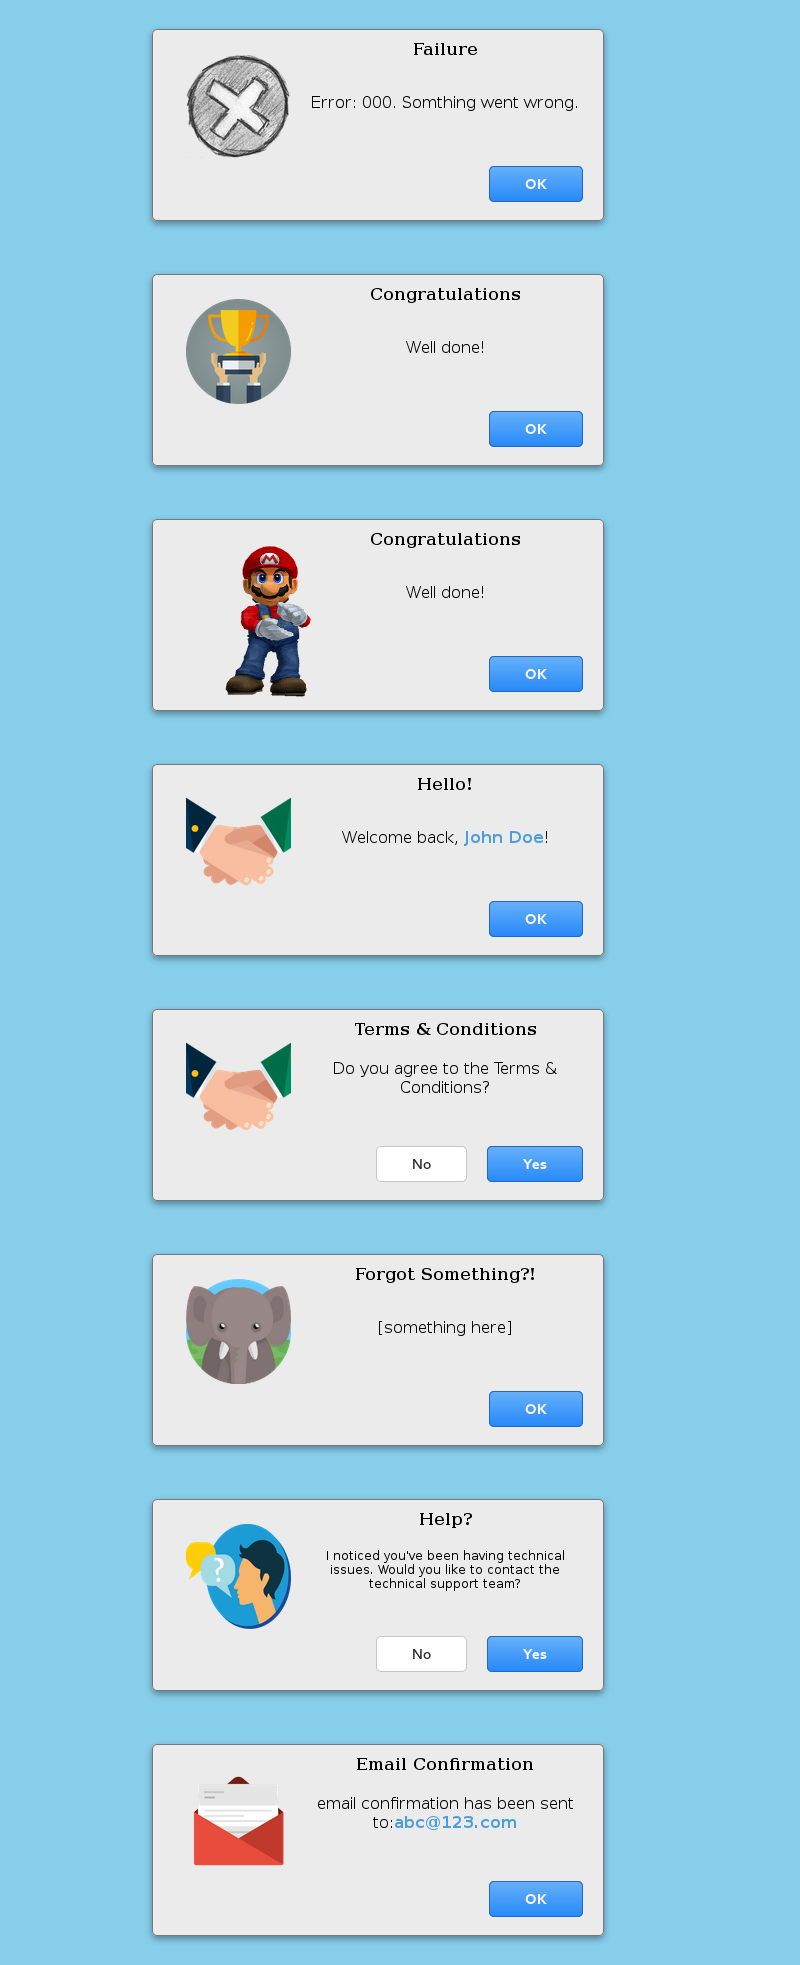 Failure
Error: 000. Somthing went wrong.
OK
Congratulations
Well done!
OK
Congratulations
Well done!
OK
Hello!
Welcome back, John Doe!
OK
Terms & Conditions
Do you agree to the Terms &
Conditions?
No Yes
Forgot Something?!
[something here]
OK
Help?
I noticed you've been having technical
issues. Would you like to contact the
technical support team?
?
No Yes
Email Confirmation
email confirmation has been sent
to:abc@123.com
OK